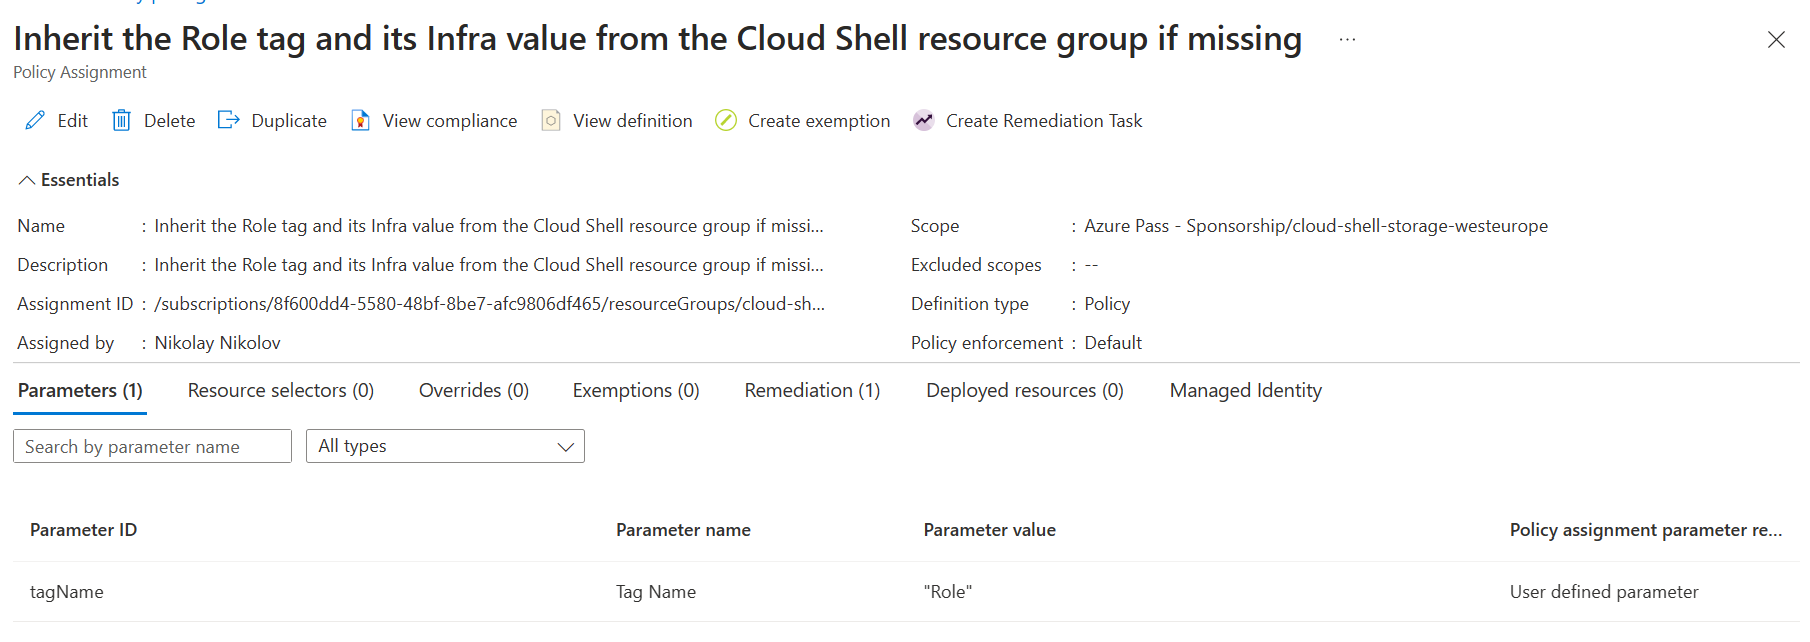 Inherit the Role tag and its Infra value from the Cloud Shell resource group if missing ...
Policy Assignment
Edit Delete Duplicate View compliance View definition Create exemption Create Remediation Task
Essentials
Name : Inherit the Role tag and its Infra value from the Cloud Shell resource group if missi... Scope : Azure Pass - Sponsorship/cloud-shell-storage-westeurope
Description : Inherit the Role tag and its Infra value from the Cloud Shell resource group if missi... Excluded scopes : --
Assignment ID : /subscriptions/8f600dd4-5580-48bf-8be7-afc9806df465/resourceGroups/cloud-sh... Definition type : Policy
Assigned by : Nikolay Nikolov Policy enforcement : Default
Parameters (1) Resource selectors (0) Overrides (0) Exemptions (0) Remediation (1) Deployed resources (0) Managed Identity
Search by parameter name All types
Parameter ID Parameter name Parameter value Policy assignment parameter re...
tagName Tag Name "Role" User defined parameter